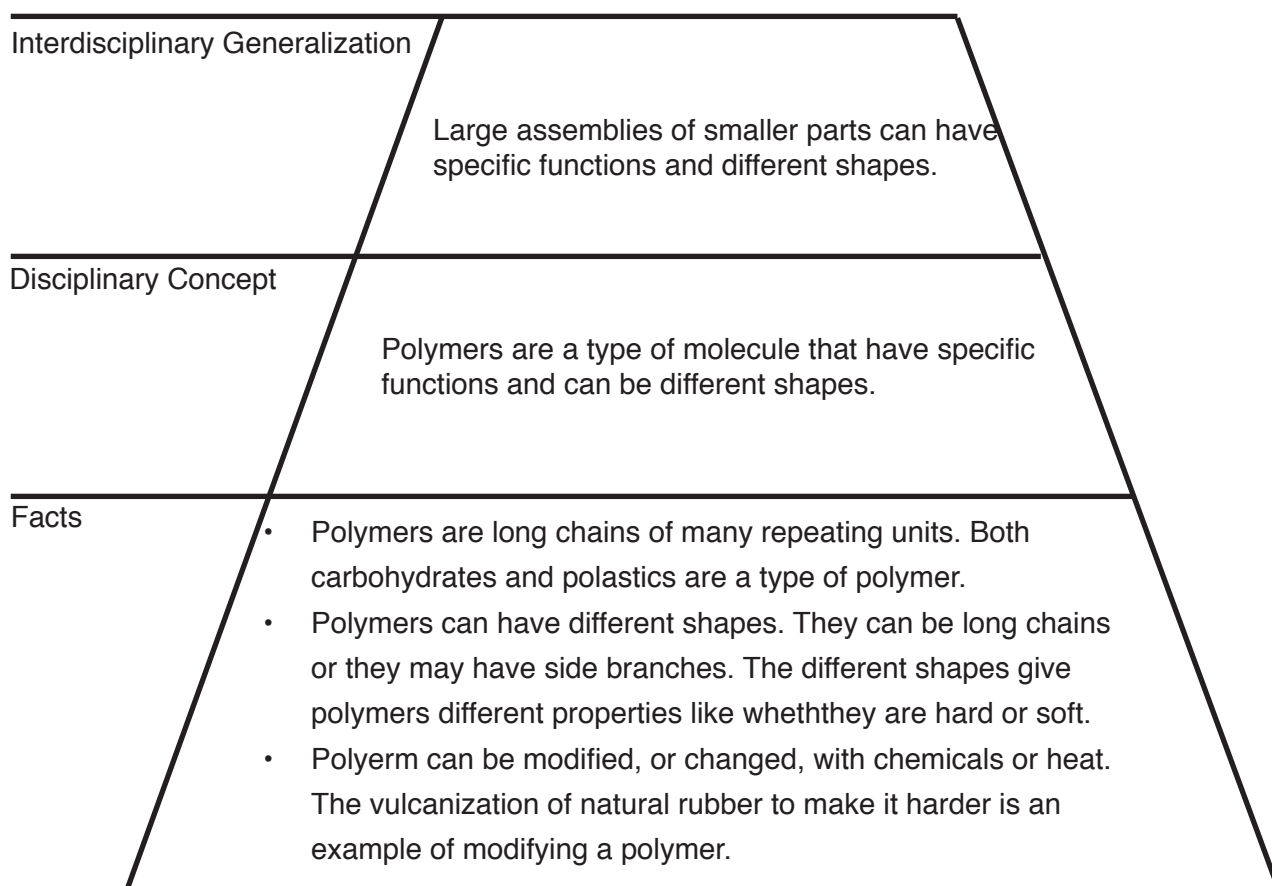 Interdisciplinary Generalization
Large assemblies of smaller parts can have
specific functions and different shapes.
Disciplinary Concept
Polymers are a type of molecule that have specific
functions and can be different shapes.
Facts
• Polymers are long chains of many repeating units. Both
carbohydrates and polastics are a type of polymer.
• Polymers can have different shapes. They can be long chains
or they may have side branches. The different shapes give
polymers different properties like wheththey are hard or soft.
• Polyerm can be modified, or changed, with chemicals or heat.
The vulcanization of natural rubber to make it harder is an
example of modifying a polymer.